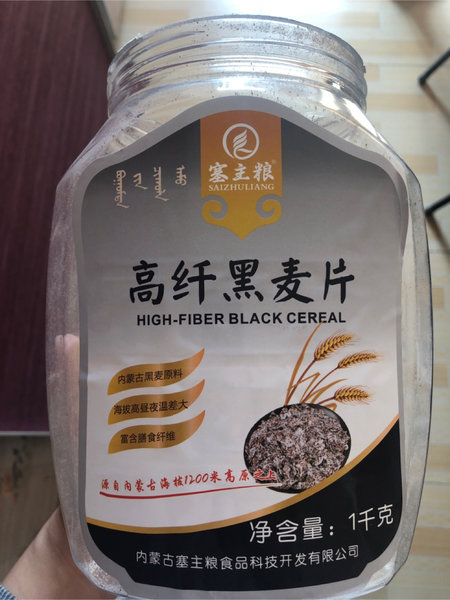 塞主粮®
SAIZHULIANG
高纤黑麦片
HIGH-FIBER BLACK CEREAL
内蒙古黑麦原料
海拔高昼夜温差大
富含膳食纤维
源自内蒙古海拔1200米高原之上
净含量：1千克
内蒙古塞主粮食品科技开发有限公司